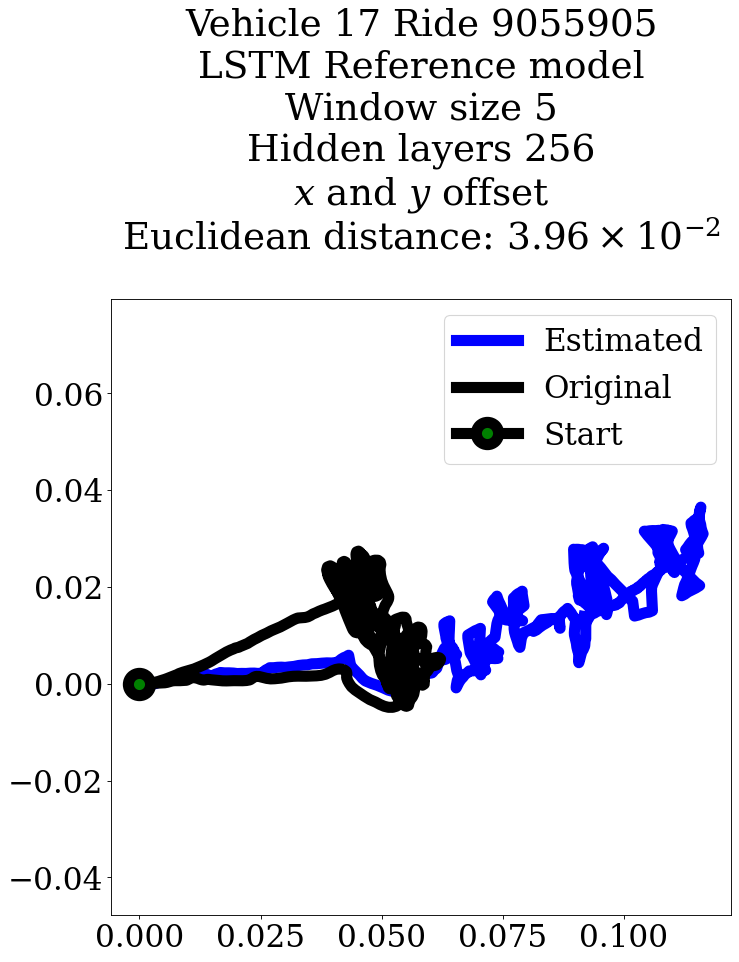 Vehicle 17 Ride 9055905
LSTM Reference model
Window size 5
Hidden layers 256
x and y offset
Euclidean distance: 3.96 × 10⁻²
Estimated
Original
Start
0.06
0.04
0.02
0.00
−0.02
−0.04
0.000 0.025 0.050 0.075 0.100